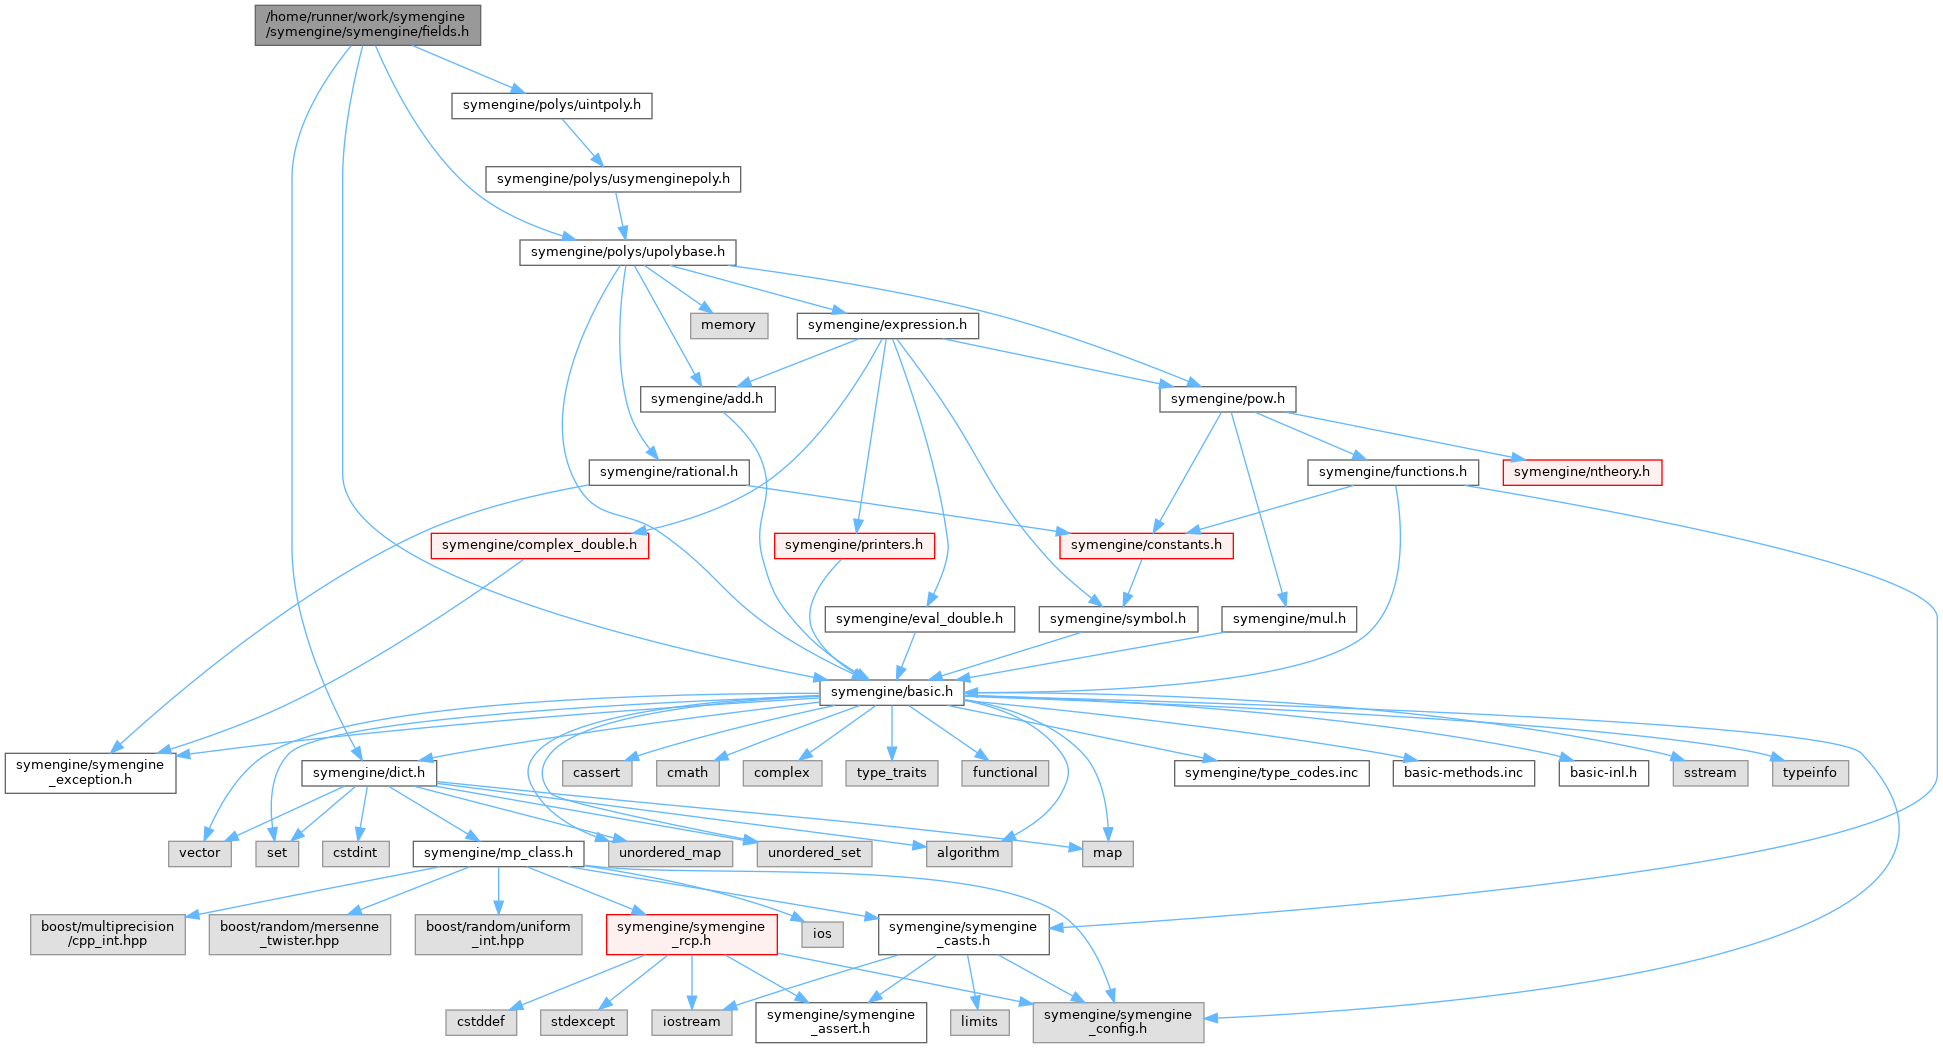 /home/runner/work/symengine
/symengine/symengine/fields.h
symengine/polys/uintpoly.h
symengine/polys/usymenginepoly.h
symengine/polys/upolybase.h
memory
symengine/expression.h
symengine/add.h
symengine/pow.h
symengine/rational.h
symengine/functions.h
symengine/ntheory.h
symengine/complex_double.h
symengine/printers.h
symengine/constants.h
symengine/eval_double.h
symengine/symbol.h
symengine/mul.h
symengine/basic.h
symengine/symengine
_exception.h
symengine/dict.h
cassert
cmath
complex
type_traits
functional
symengine/type_codes.inc
basic-methods.inc
basic-inl.h
sstream
typeinfo
vector
set
cstdint
symengine/mp_class.h
unordered_map
unordered_set
algorithm
map
boost/multiprecision
/cpp_int.hpp
boost/random/mersenne
_twister.hpp
boost/random/uniform
_int.hpp
symengine/symengine
_rcp.h
ios
symengine/symengine
_casts.h
cstddef
stdexcept
iostream
symengine/symengine
_assert.h
limits
symengine/symengine
_config.h